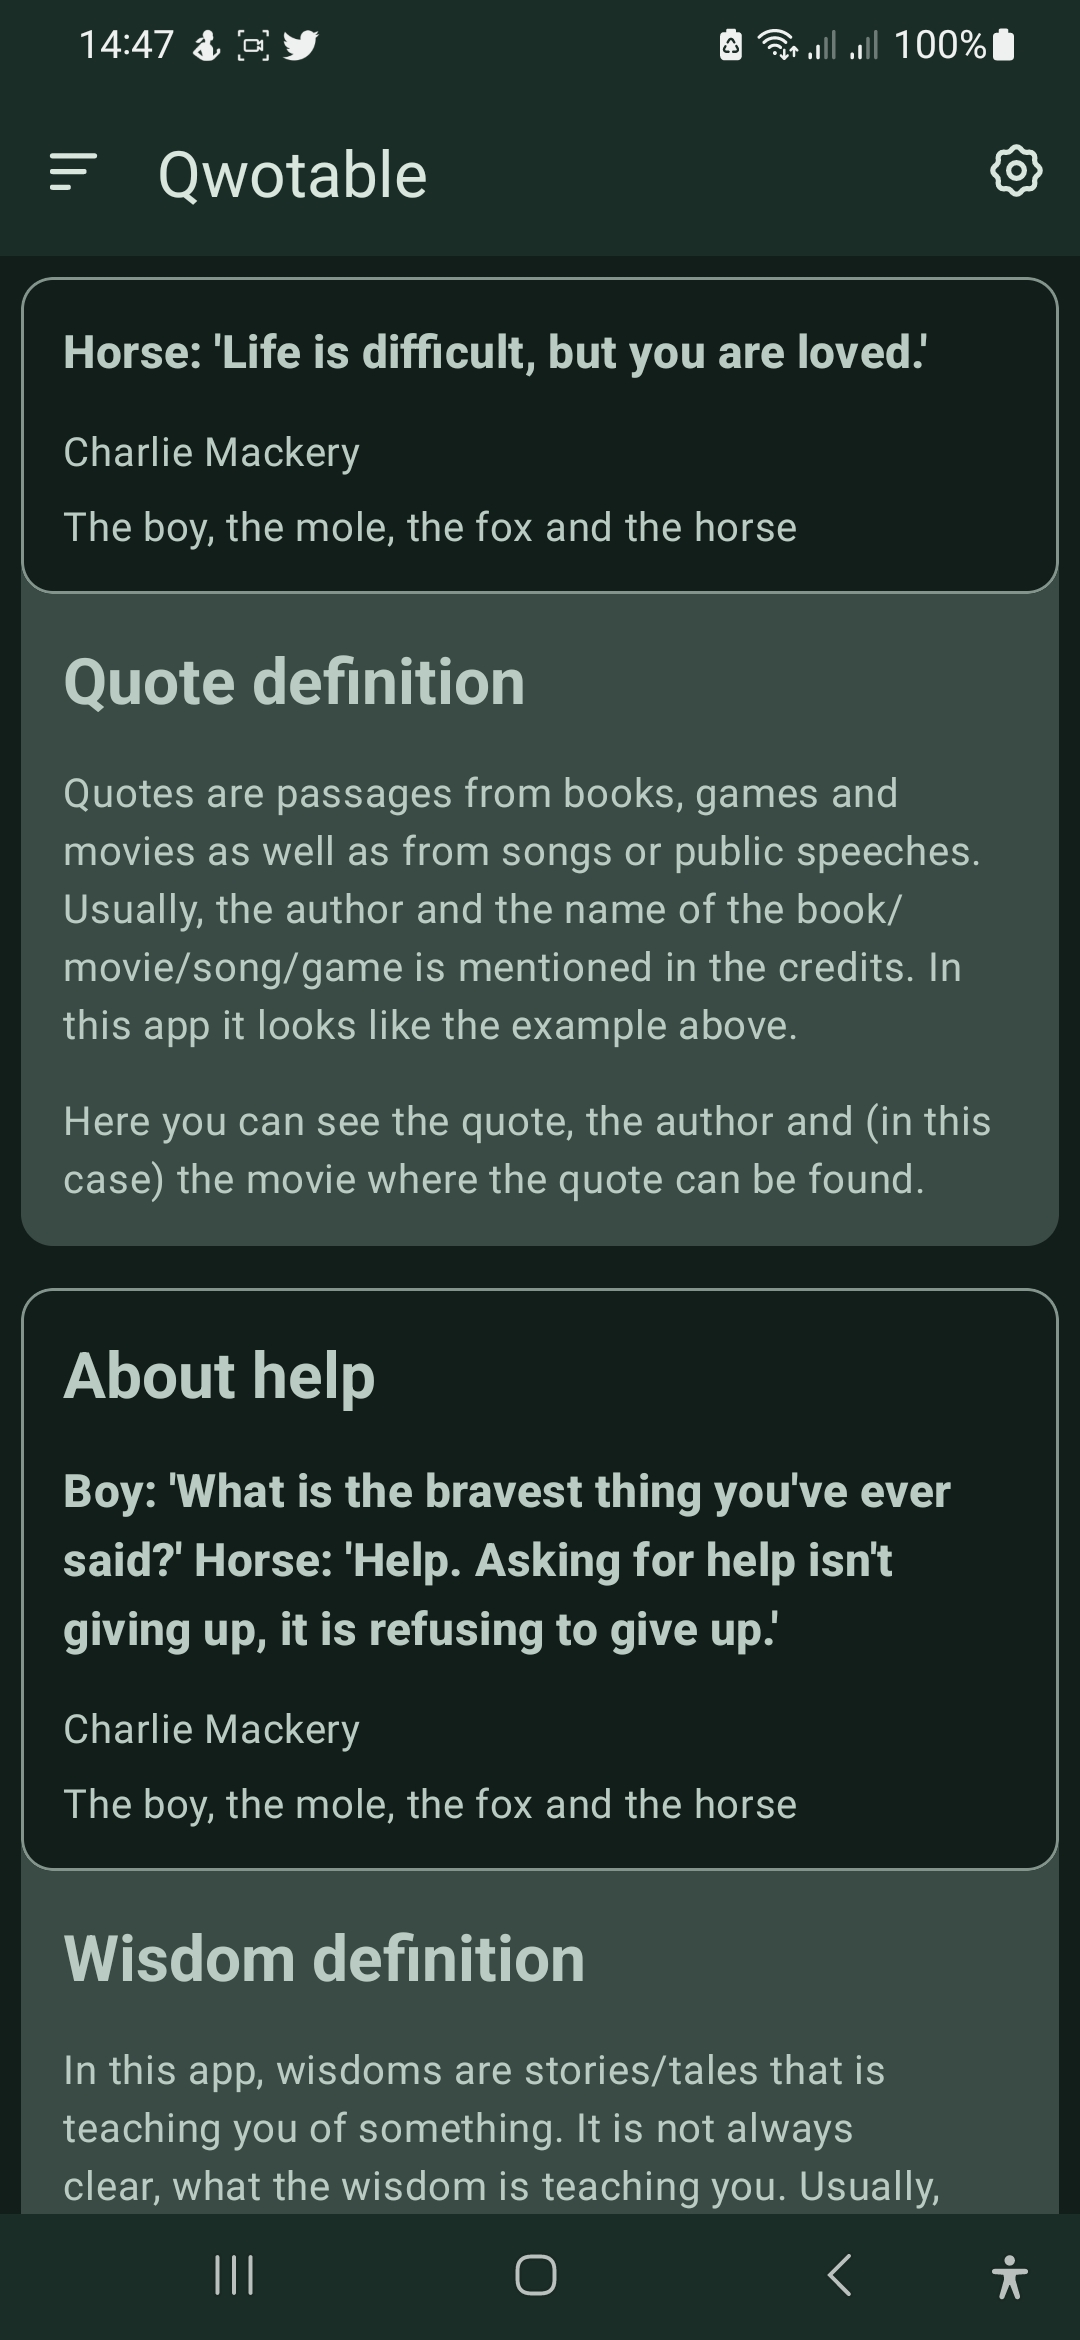 14:47
100%
Qwotable
Horse: 'Life is difficult, but you are loved.'
Charlie Mackery
The boy, the mole, the fox and the horse
Quote definition
Quotes are passages from books, games and
movies as well as from songs or public speeches.
Usually, the author and the name of the book/
movie/song/game is mentioned in the credits. In
this app it looks like the example above.
Here you can see the quote, the author and (in this
case) the movie where the quote can be found.
About help
Boy: 'What is the bravest thing you've ever
said?' Horse: 'Help. Asking for help isn't
giving up, it is refusing to give up.'
Charlie Mackery
The boy, the mole, the fox and the horse
Wisdom definition
In this app, wisdoms are stories/tales that is
teaching you of something. It is not always
clear, what the wisdom is teaching you. Usually,